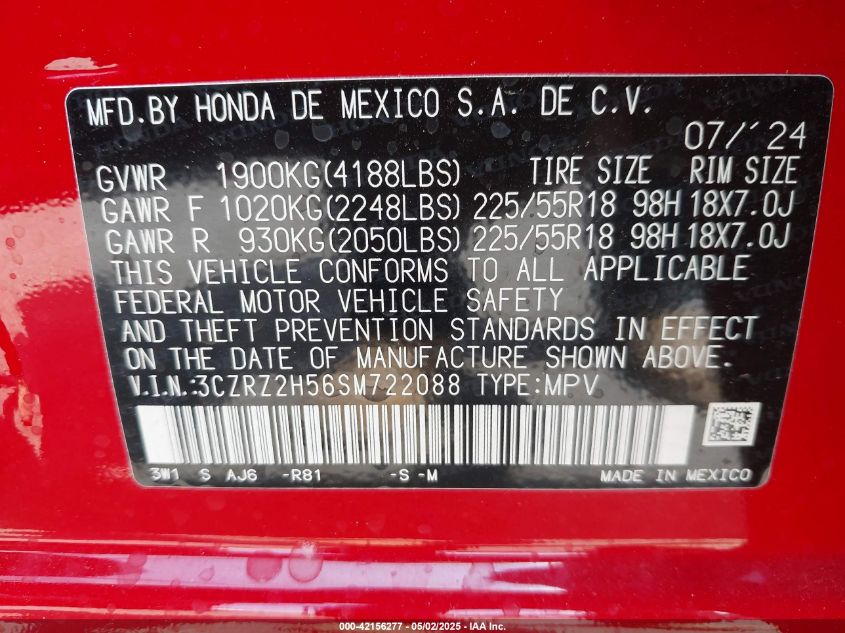 MFD.BY HONDA DE MEXICO S.A. DE C.V.
07/´24
GVWR 1900KG(4188LBS) TIRE SIZE RIM SIZE
GAWR F 1020KG(2248LBS) 225/55R18 98H 18X7.0J
GAWR R 930KG(2050LBS) 225/55R18 98H 18X7.0J
THIS VEHICLE CONFORMS TO ALL APPLICABLE
FEDERAL MOTOR VEHICLE SAFETY
AND THEFT PREVENTION STANDARDS IN EFFECT
ON THE DATE OF MANUFACTURE SHOWN ABOVE.
V.I.N.:3CZRZ2H56SM722088 TYPE:MPV
3W1 S AJ6 -R81 -S -M MADE IN MEXICO
000-42156277 - 05/02/2025 - IAA Inc.